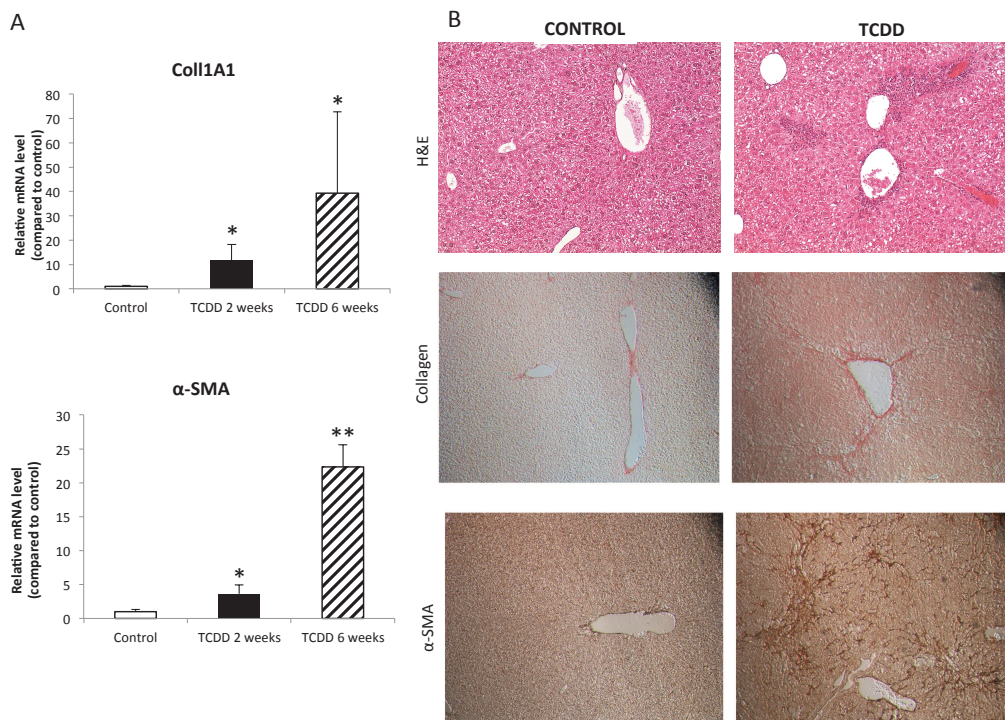 A
Coll1A1
Relative mRNA level
(compared to control)
80
70
60
50
40
30
20
10
0
*
*
Control
TCDD 2 weeks
TCDD 6 weeks
α-SMA
Relative mRNA level
(compared to control)
30
25
20
15
10
5
0
*
**
Control
TCDD 2 weeks
TCDD 6 weeks
B
CONTROL
TCDD
H&E
Collagen
α-SMA